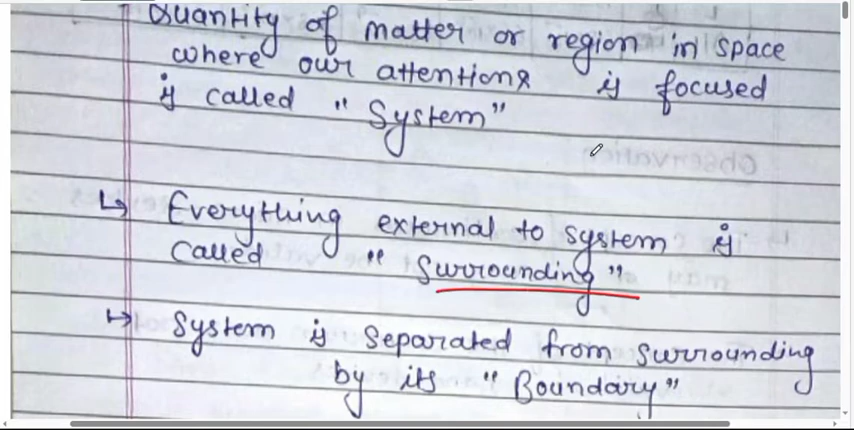 Quantity of matter or region in space
where our attentions is focused
is called "System"
↳ Everything external to system is
called "Surrounding"
↳ System is separated from surrounding
by its "Boundary"